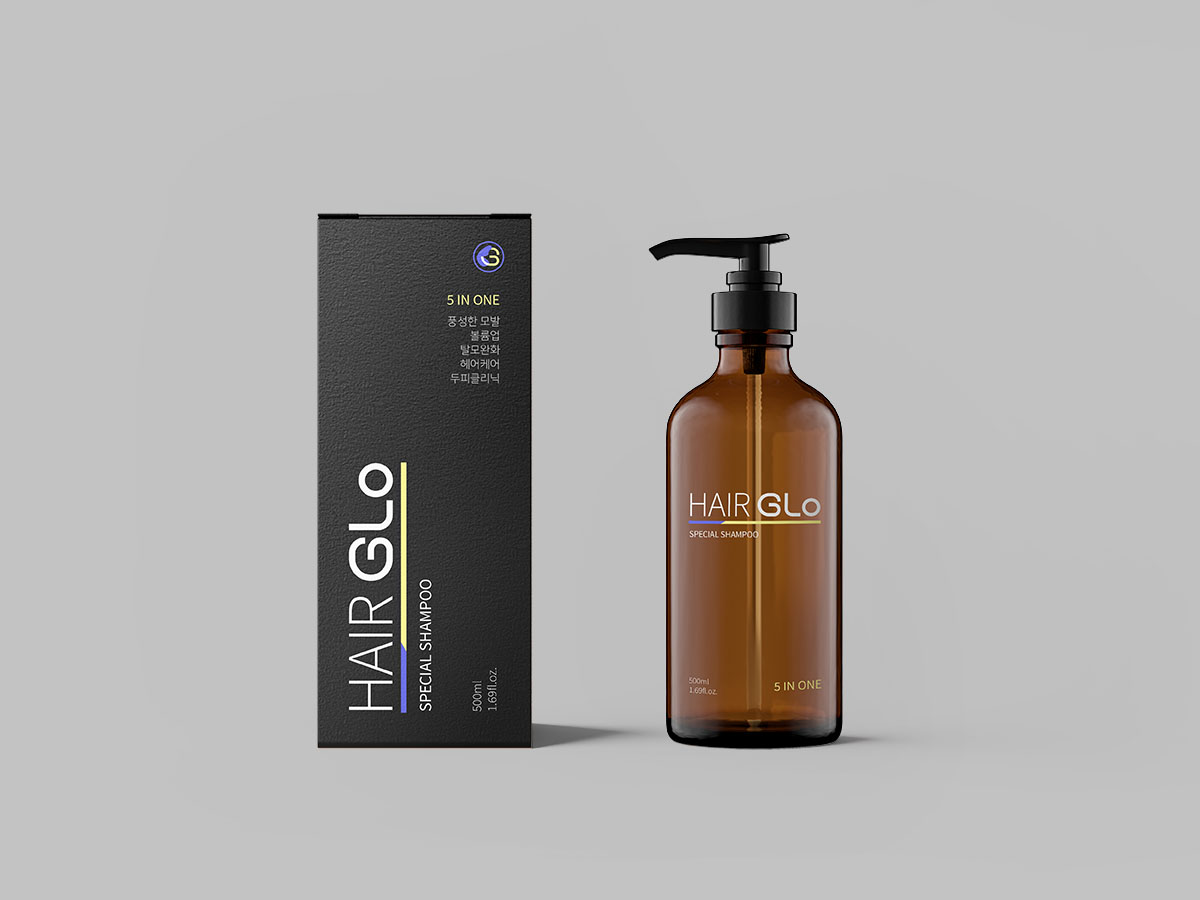 G
5 IN ONE
풍성한 모발
볼륨업
탈모완화
헤어케어
두피클리닉
HAIR GLo
SPECIAL SHAMPOO
500ml
1.69fl.oz.
HAIR GLo
SPECIAL SHAMPOO
500ml
1.69fl.oz.
5 IN ONE